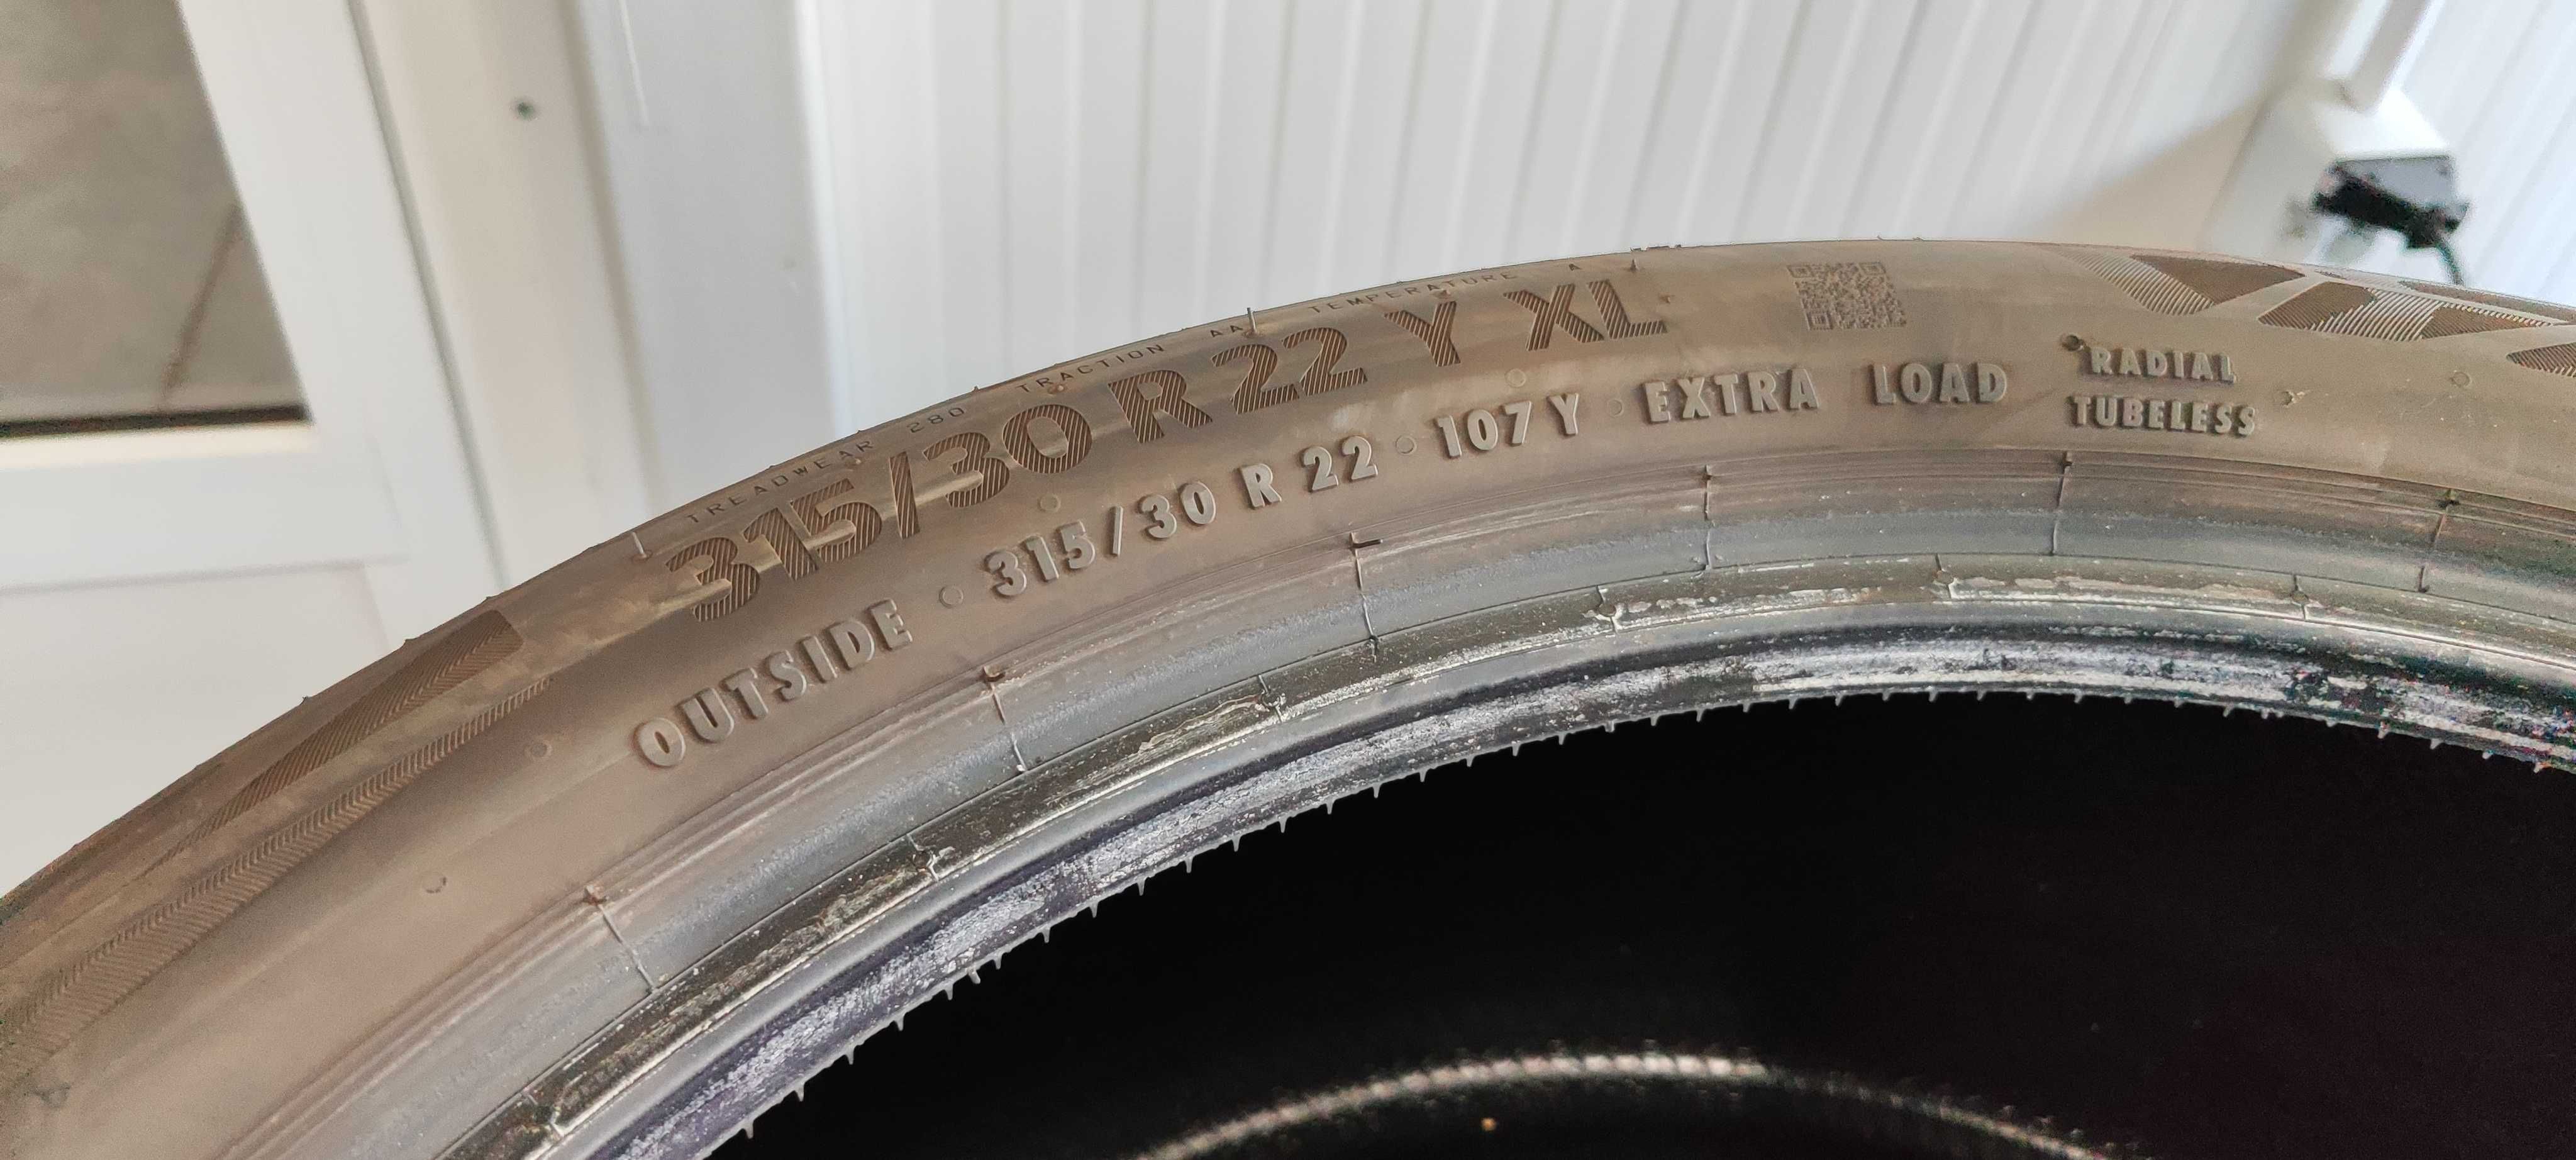 TREADWEAR 280 TRACTION AA TEMPERATURE A
315/30 R 22 Y XL
OUTSIDE 315/30 R 22 107 Y EXTRA LOAD
RADIAL
TUBELESS